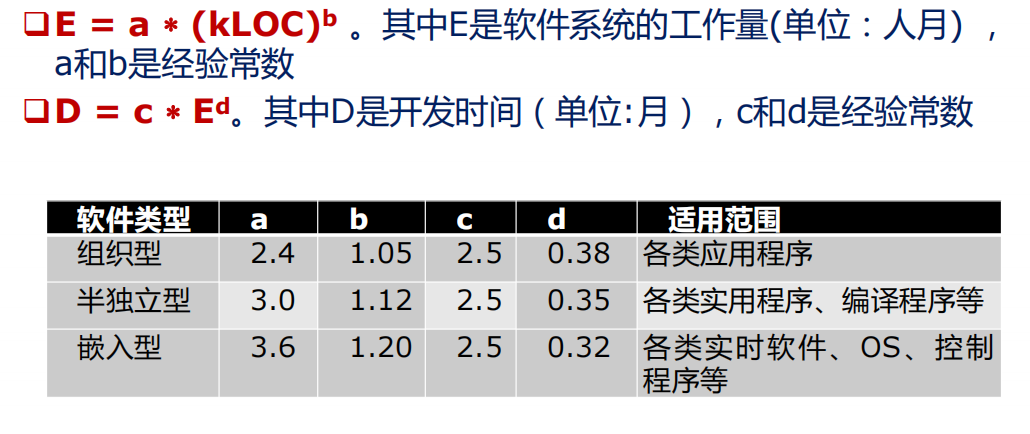 ❑E = a * (kLOC)ᵇ 。其中E是软件系统的工作量(单位：人月），
a和b是经验常数
❑D = c * Eᵈ。其中D是开发时间（单位:月），c和d是经验常数
软件类型 a b c d 适用范围
组织型 2.4 1.05 2.5 0.38 各类应用程序
半独立型 3.0 1.12 2.5 0.35 各类实用程序、编译程序等
嵌入型 3.6 1.20 2.5 0.32 各类实时软件、OS、控制
程序等